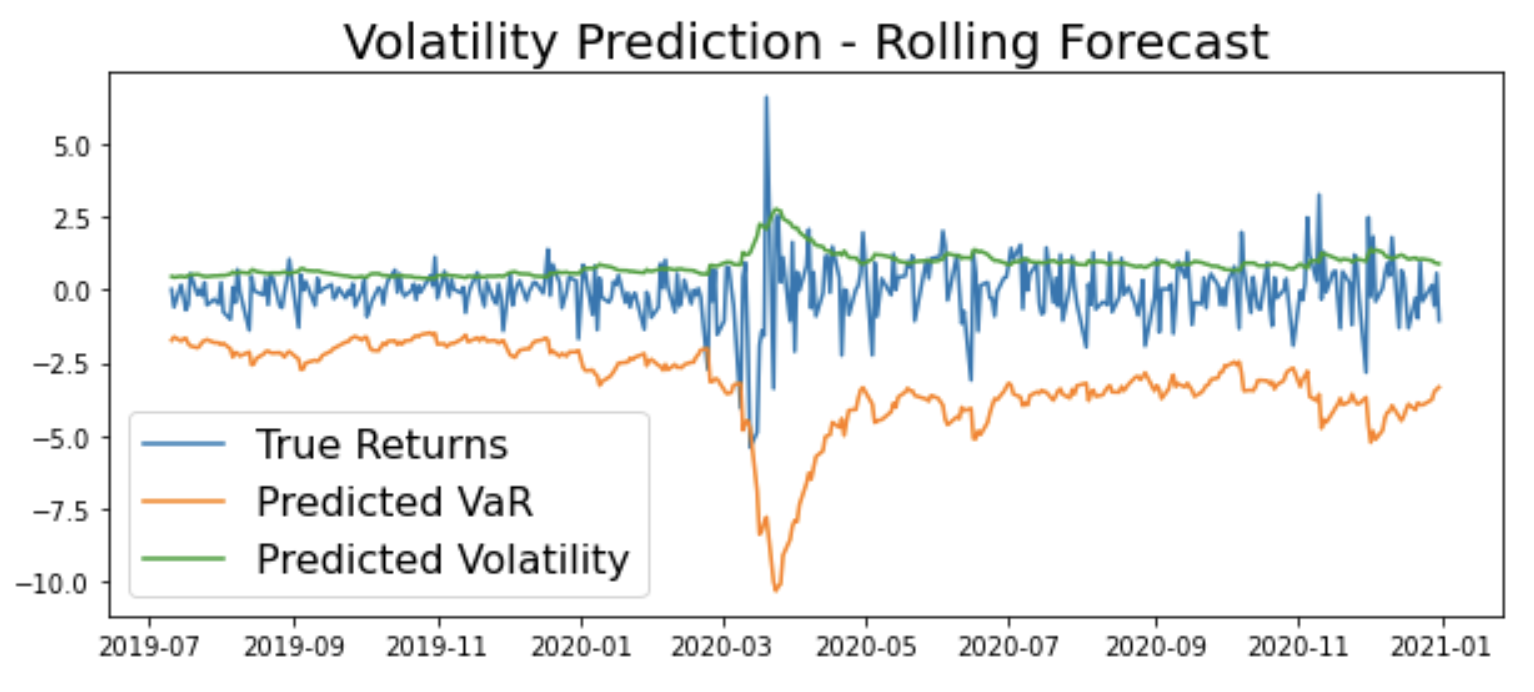 Volatility Prediction - Rolling Forecast
5.0
2.5
0.0
−2.5
−5.0
−7.5
−10.0
True Returns
Predicted VaR
Predicted Volatility
2019-07 2019-09 2019-11 2020-01 2020-03 2020-05 2020-07 2020-09 2020-11 2021-01